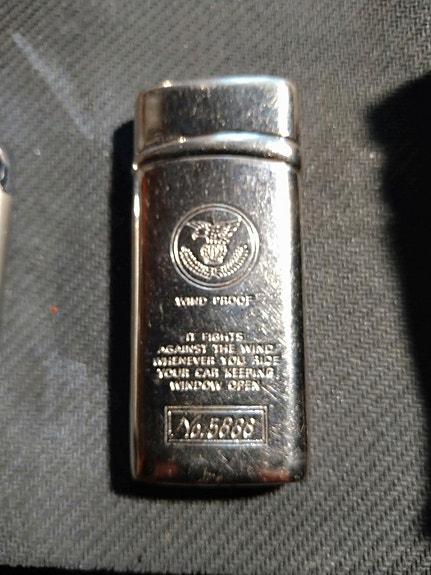 WIND PROOF
IT FIGHTS
AGAINST THE WIND
WHENEVER YOU RIDE
YOUR CAR KEEPING
WINDOW OPEN
No.5888